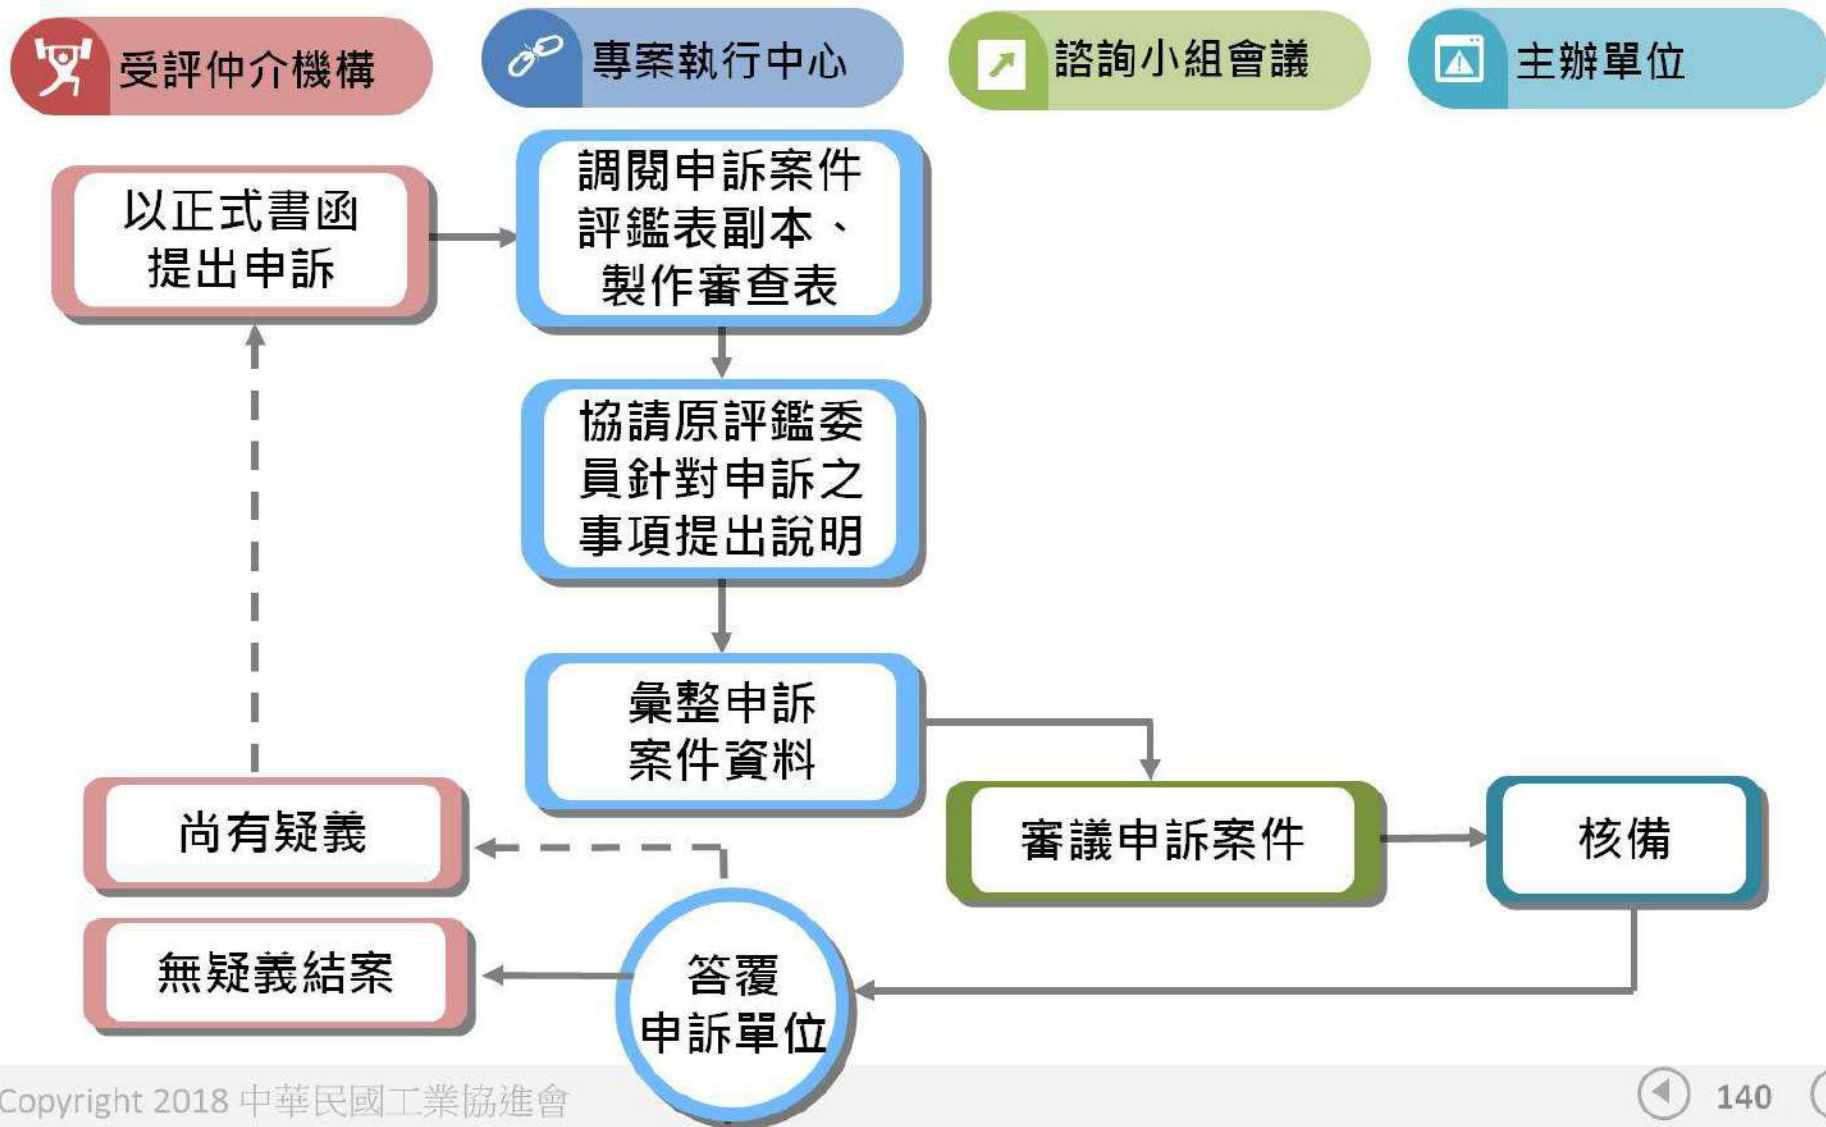 受評仲介機構
專案執行中心
諮詢小組會議
主辦單位
以正式書函
提出申訴
調閱申訴案件
評鑑表副本、
製作審查表
協請原評鑑委
員針對申訴之
事項提出說明
彙整申訴
案件資料
審議申訴案件
核備
尚有疑義
無疑義結案
答覆
申訴單位
Copyright 2018 中華民國工業協進會
140